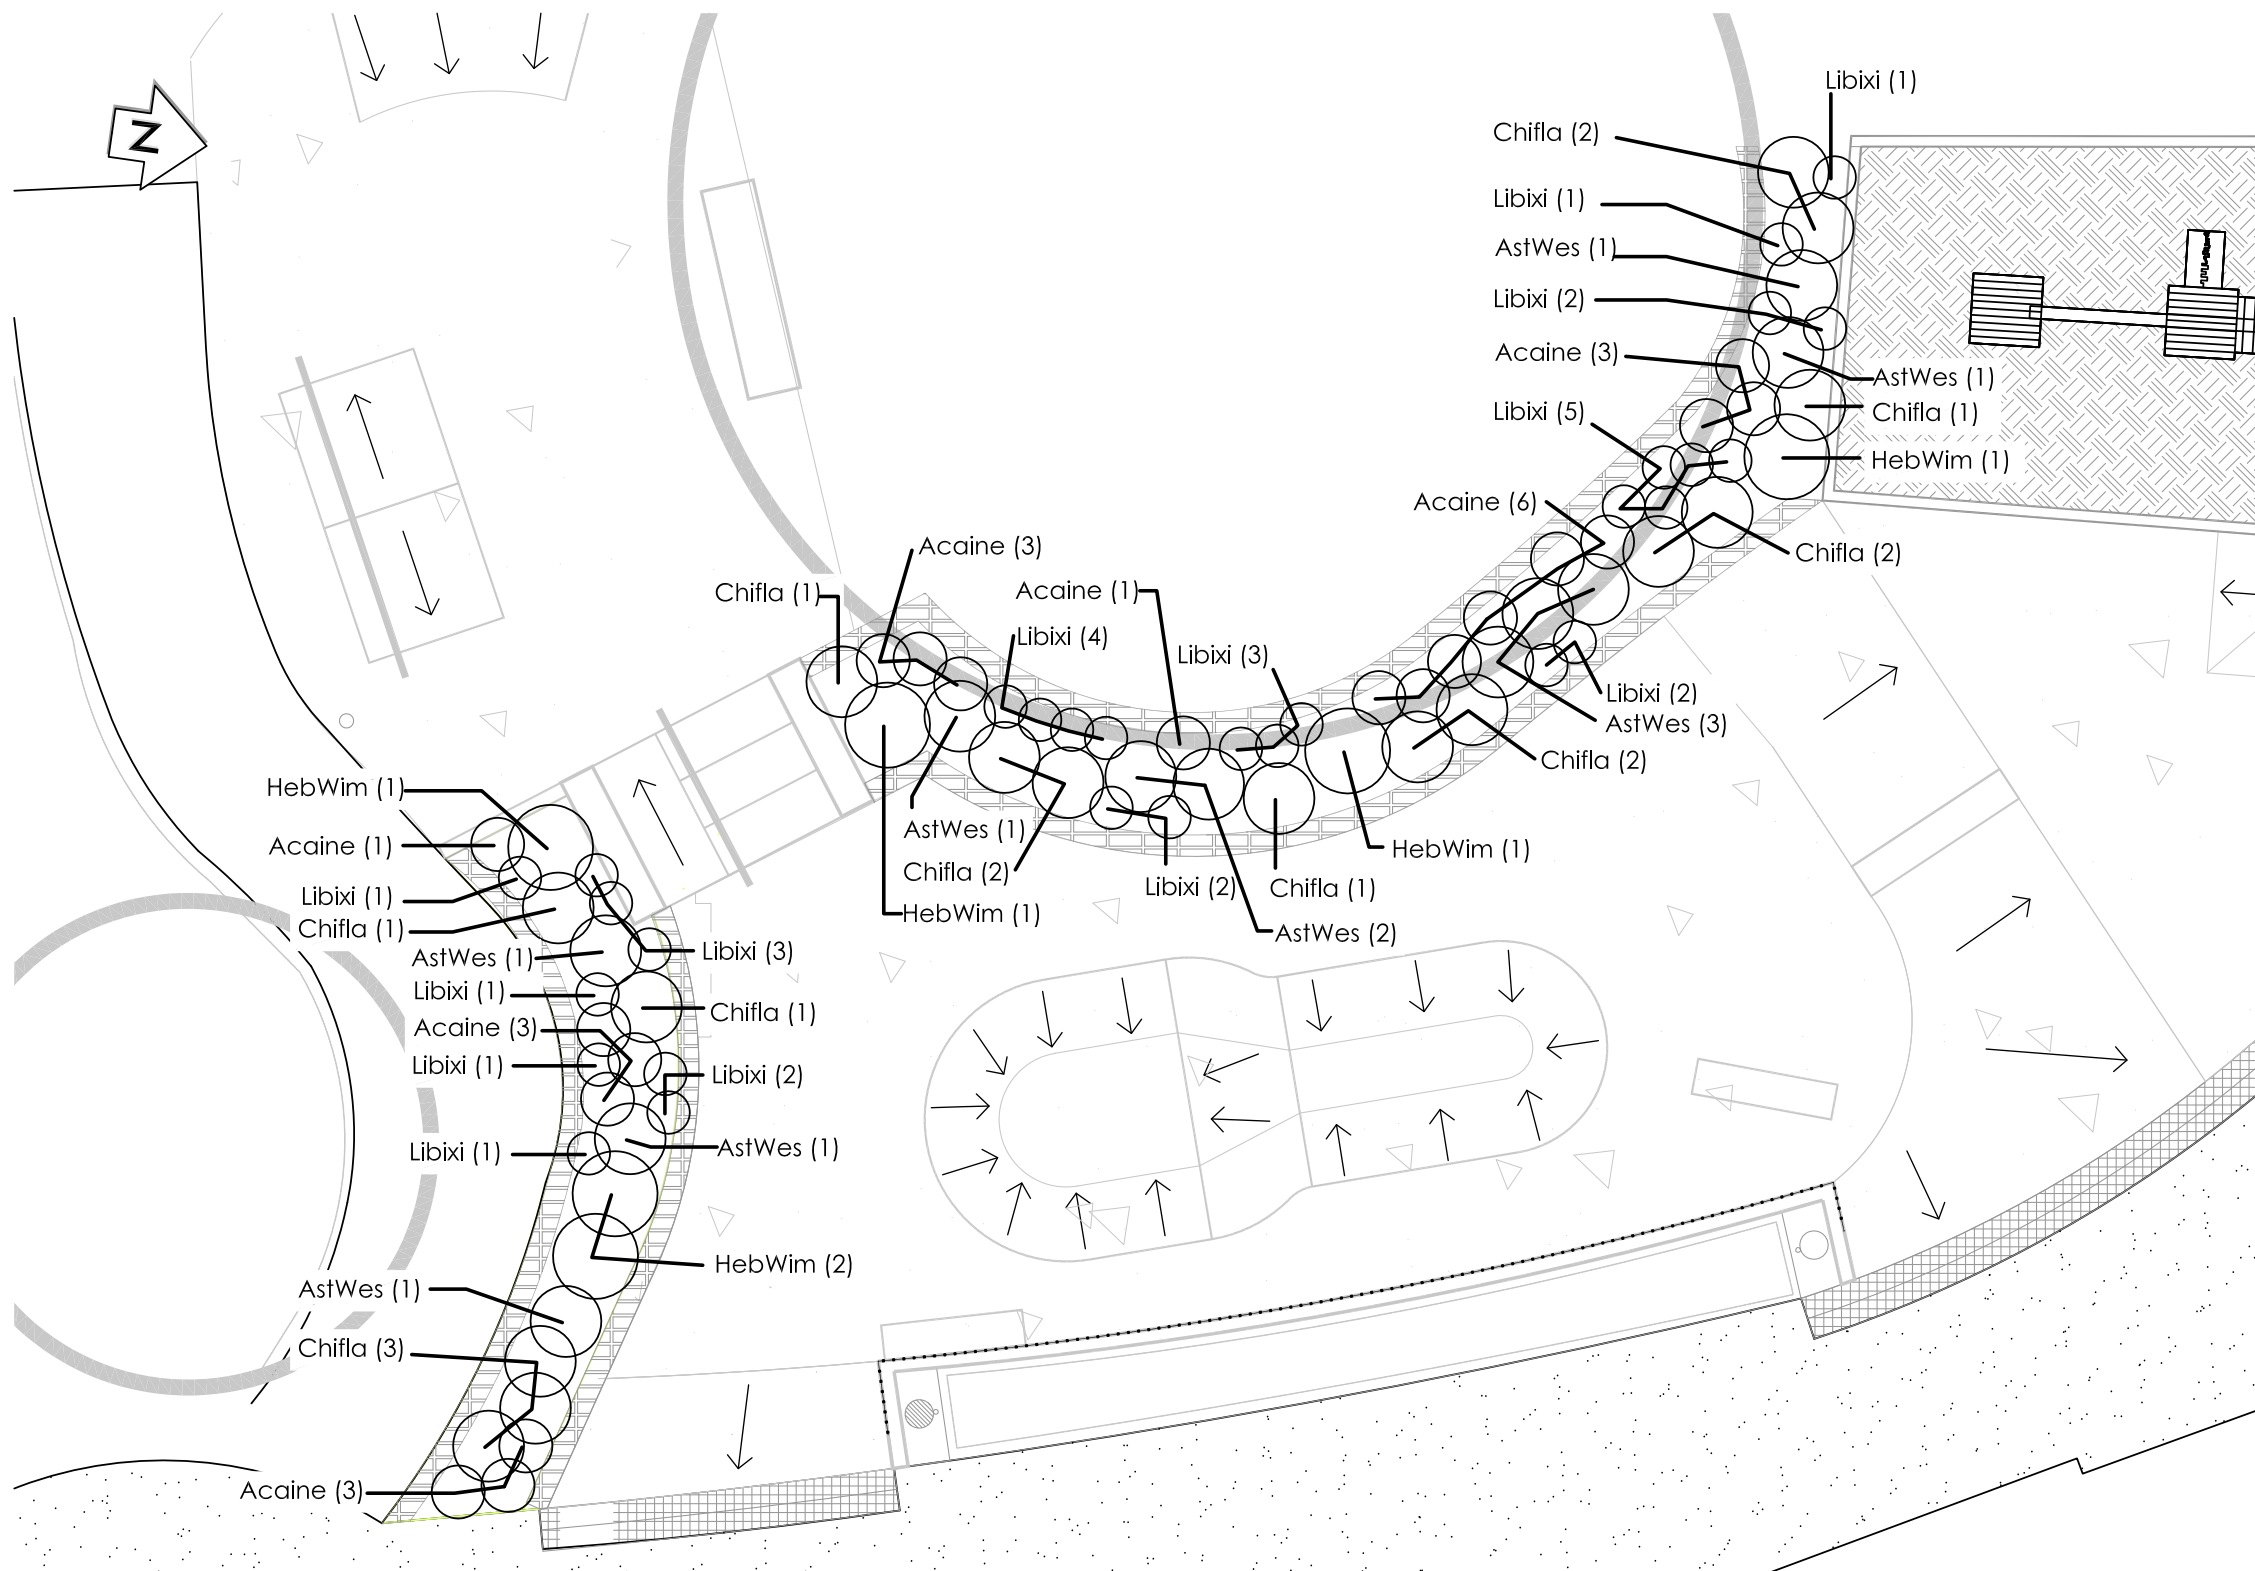 Libixi (1)
Chifla (2)
N
Libixi (1)
AstWes (1)
Libixi (2)
Acaine (3)
AstWes (1)
Libixi (5)
Chifla (1)
HebWim (1)
Acaine (6)
Chifla (2)
Acaine (3)
Chifla (1)
Acaine (1)
Libixi (4)
Libixi (3)
Libixi (2)
AstWes (3)
Chifla (2)
HebWim (1)
AstWes (1)
Acaine (1)
HebWim (1)
Chifla (2)
Libixi (2)
Chifla (1)
Libixi (1)
HebWim (1)
Chifla (1)
AstWes (2)
AstWes (1)
Libixi (3)
Libixi (1)
Chifla (1)
Acaine (3)
Libixi (1)
Libixi (2)
Libixi (1)
AstWes (1)
HebWim (2)
AstWes (1)
Chifla (3)
Acaine (3)